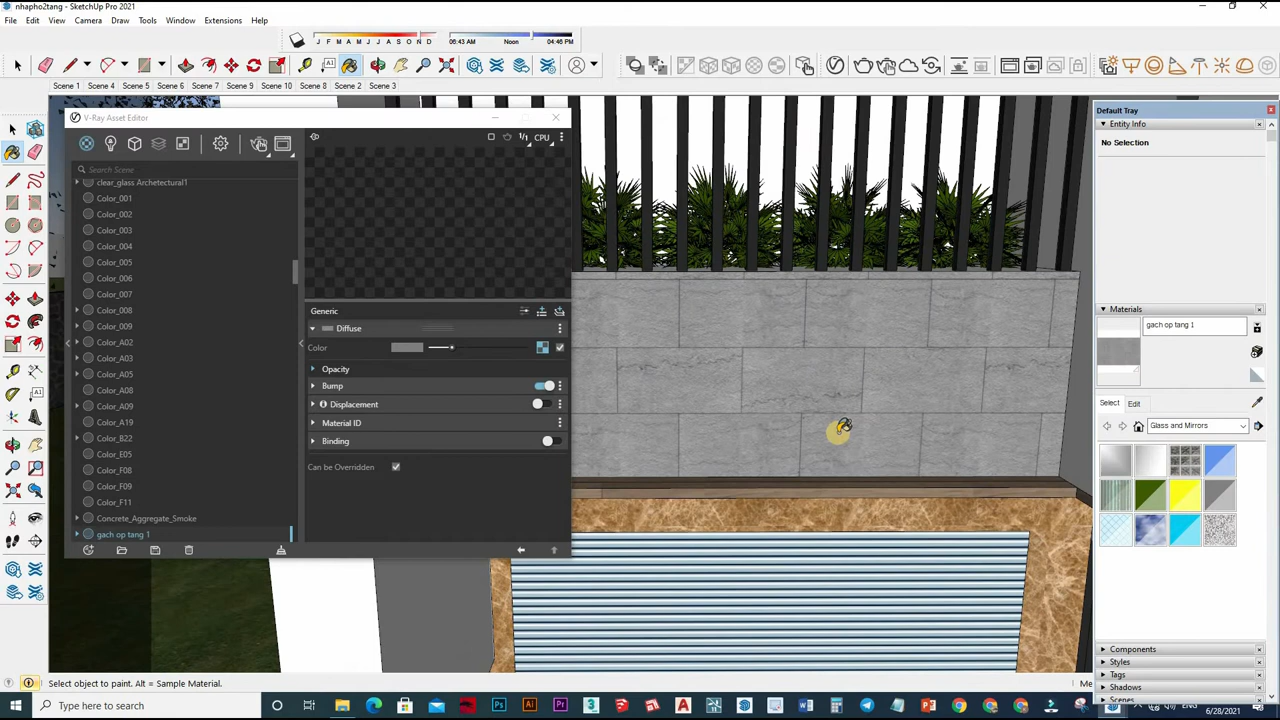 nhapho2tang - SketchUp Pro 2021
File Edit View Camera Draw Tools Window Extensions Help
J F M A M J J A S O N D
06:43 AM Noon 04:46 PM
1/1 CPU
Scene 1 Scene 4 Scene 5 Scene 6 Scene 7 Scene 9 Scene 10 Scene 8 Scene 2 Scene 3
V-Ray Asset Editor
Search Scene
clear_glass Archetectural1
Color_001
Color_002
Color_003
Color_004
Color_005
Color_006
Color_007
Color_008
Color_009
Color_A02
Color_A03
Color_A05
Color_A08
Color_A09
Color_A19
Color_B22
Color_E05
Color_F08
Color_F09
Color_F11
Concrete_Aggregate_Smoke
gach op tang 1
Generic
Diffuse
Color
Opacity
Bump
Displacement
Material ID
Binding
Can be Overridden
Default Tray
Entity Info
No Selection
Materials
gach op tang 1
Select Edit
Glass and Mirrors
Components
Styles
Tags
Shadows
Scenes
Select object to paint. Alt = Sample Material.
Type here to search
6/28/2021